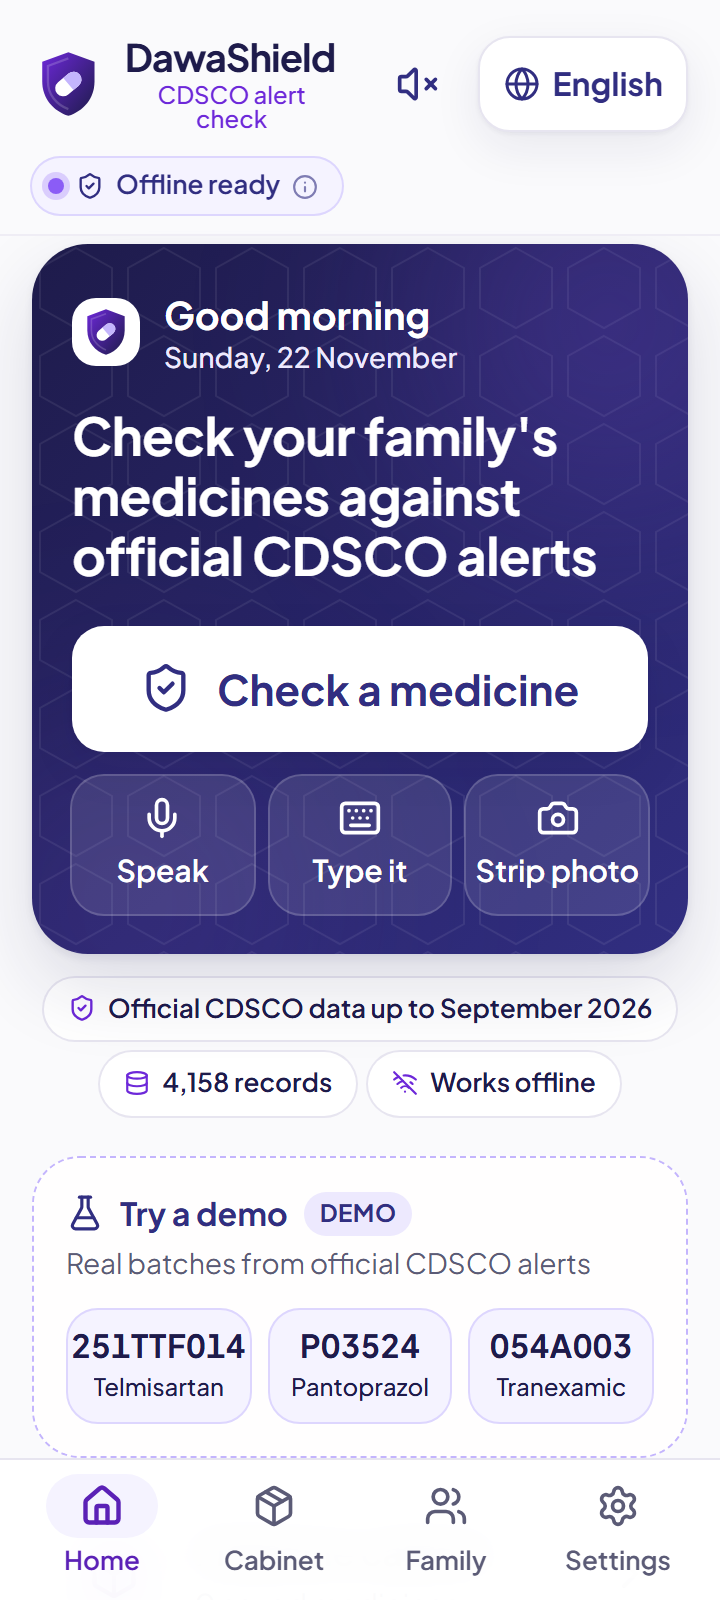 DawaShield
CDSCO alert
check
English
Offline ready
Good morning
Sunday, 22 November
Check your family's
medicines against
official CDSCO alerts
Check a medicine
Speak
Type it
Strip photo
Official CDSCO data up to September 2026
4,158 records
Works offline
Try a demo
DEMO
Real batches from official CDSCO alerts
251TTF014
P03524
054A003
Telmisartan
Pantoprazol
Tranexamic
Home
Cabinet
Family
Settings